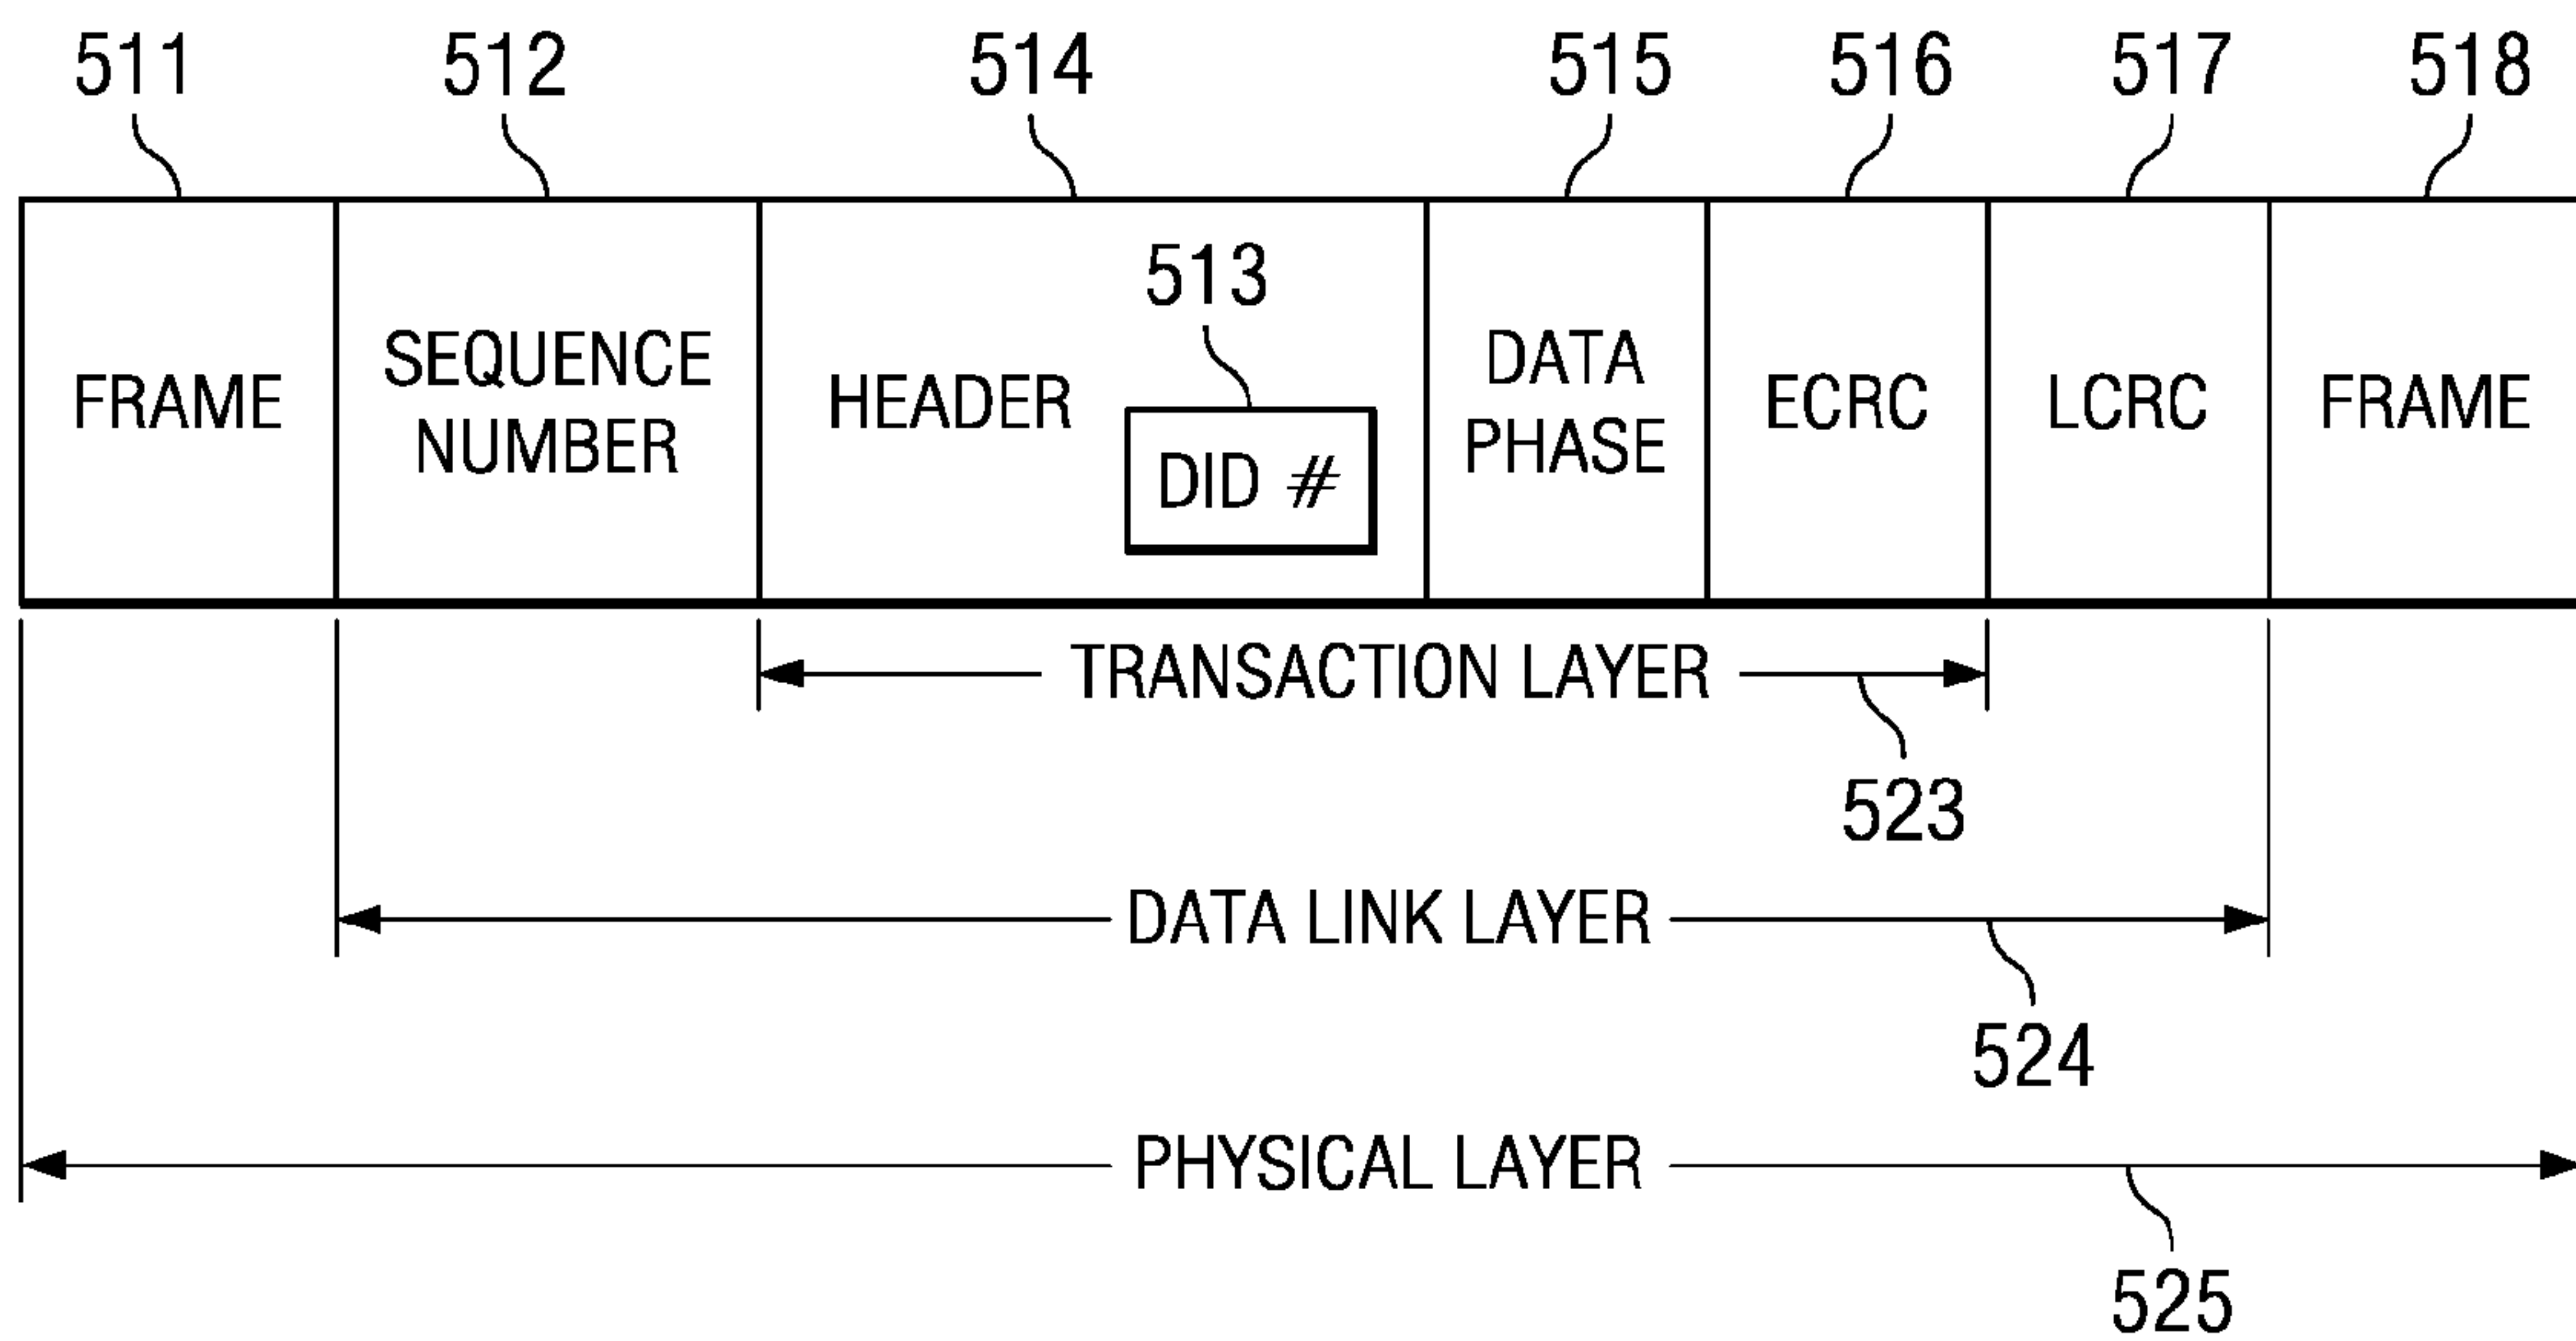 511 512 514 515 516 517 518
513
FRAME
SEQUENCE
NUMBER
HEADER
DID #
DATA
PHASE
ECRC
LCRC
FRAME
TRANSACTION LAYER
523
DATA LINK LAYER
524
PHYSICAL LAYER
525